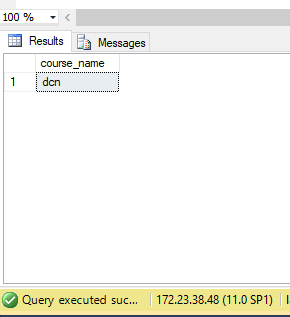 100 %
Results Messages
course_name
1 dcn
Query executed suc... 172.23.38.48 (11.0 SP1)